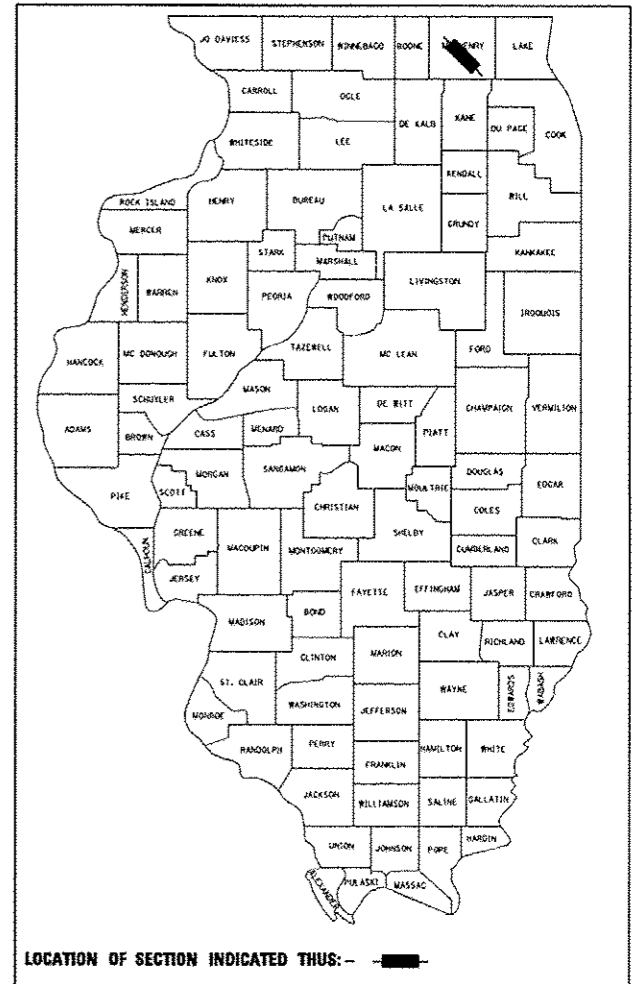 JO DAVIESS STEPHENSON WINNEBAGO BOONE LAKE
CARROLL OGLE DE KALB KANE DU PAGE COOK
WHITESIDE LEE KENDALL
ROCK ISLAND HENRY BUREAU LA SALLE GRUNDY WILL
MERCER PUTNAM
STARK MARSHALL KANKAKEE
HENDERSON WARREN KNOX PEORIA WOODFORD LIVINGSTON IROQUOIS
HANCOCK MC DONOUGH FULTON TAZEWELL MC LEAN FORD
MASON
SCHUYLER LOGAN DE WITT CHAMPAIGN VERMILION
ADAMS BROWN CASS MENARD MACON PIATT
MORGAN SANGAMON DOUGLAS
PIKE SCOTT CHRISTIAN MOULTRIE COLES EDGAR
GREENE SHELBY
CALHOUN MACOUPIN MONTGOMERY CUMBERLAND CLARK
JERSEY FAYETTE EFFINGHAM JASPER CRAWFORD
MADISON BOND
CLAY RICHLAND LAWRENCE
CLINTON MARION
ST. CLAIR WAYNE EDWARDS WABASH
WASHINGTON JEFFERSON
MONROE
RANDOLPH PERRY HAMILTON WHITE
FRANKLIN
JACKSON WILLIAMSON SALINE GALLATIN
UNION JOHNSON POPE HARDIN
ALEXANDER PULASKI MASSAC
LOCATION OF SECTION INDICATED THUS:-